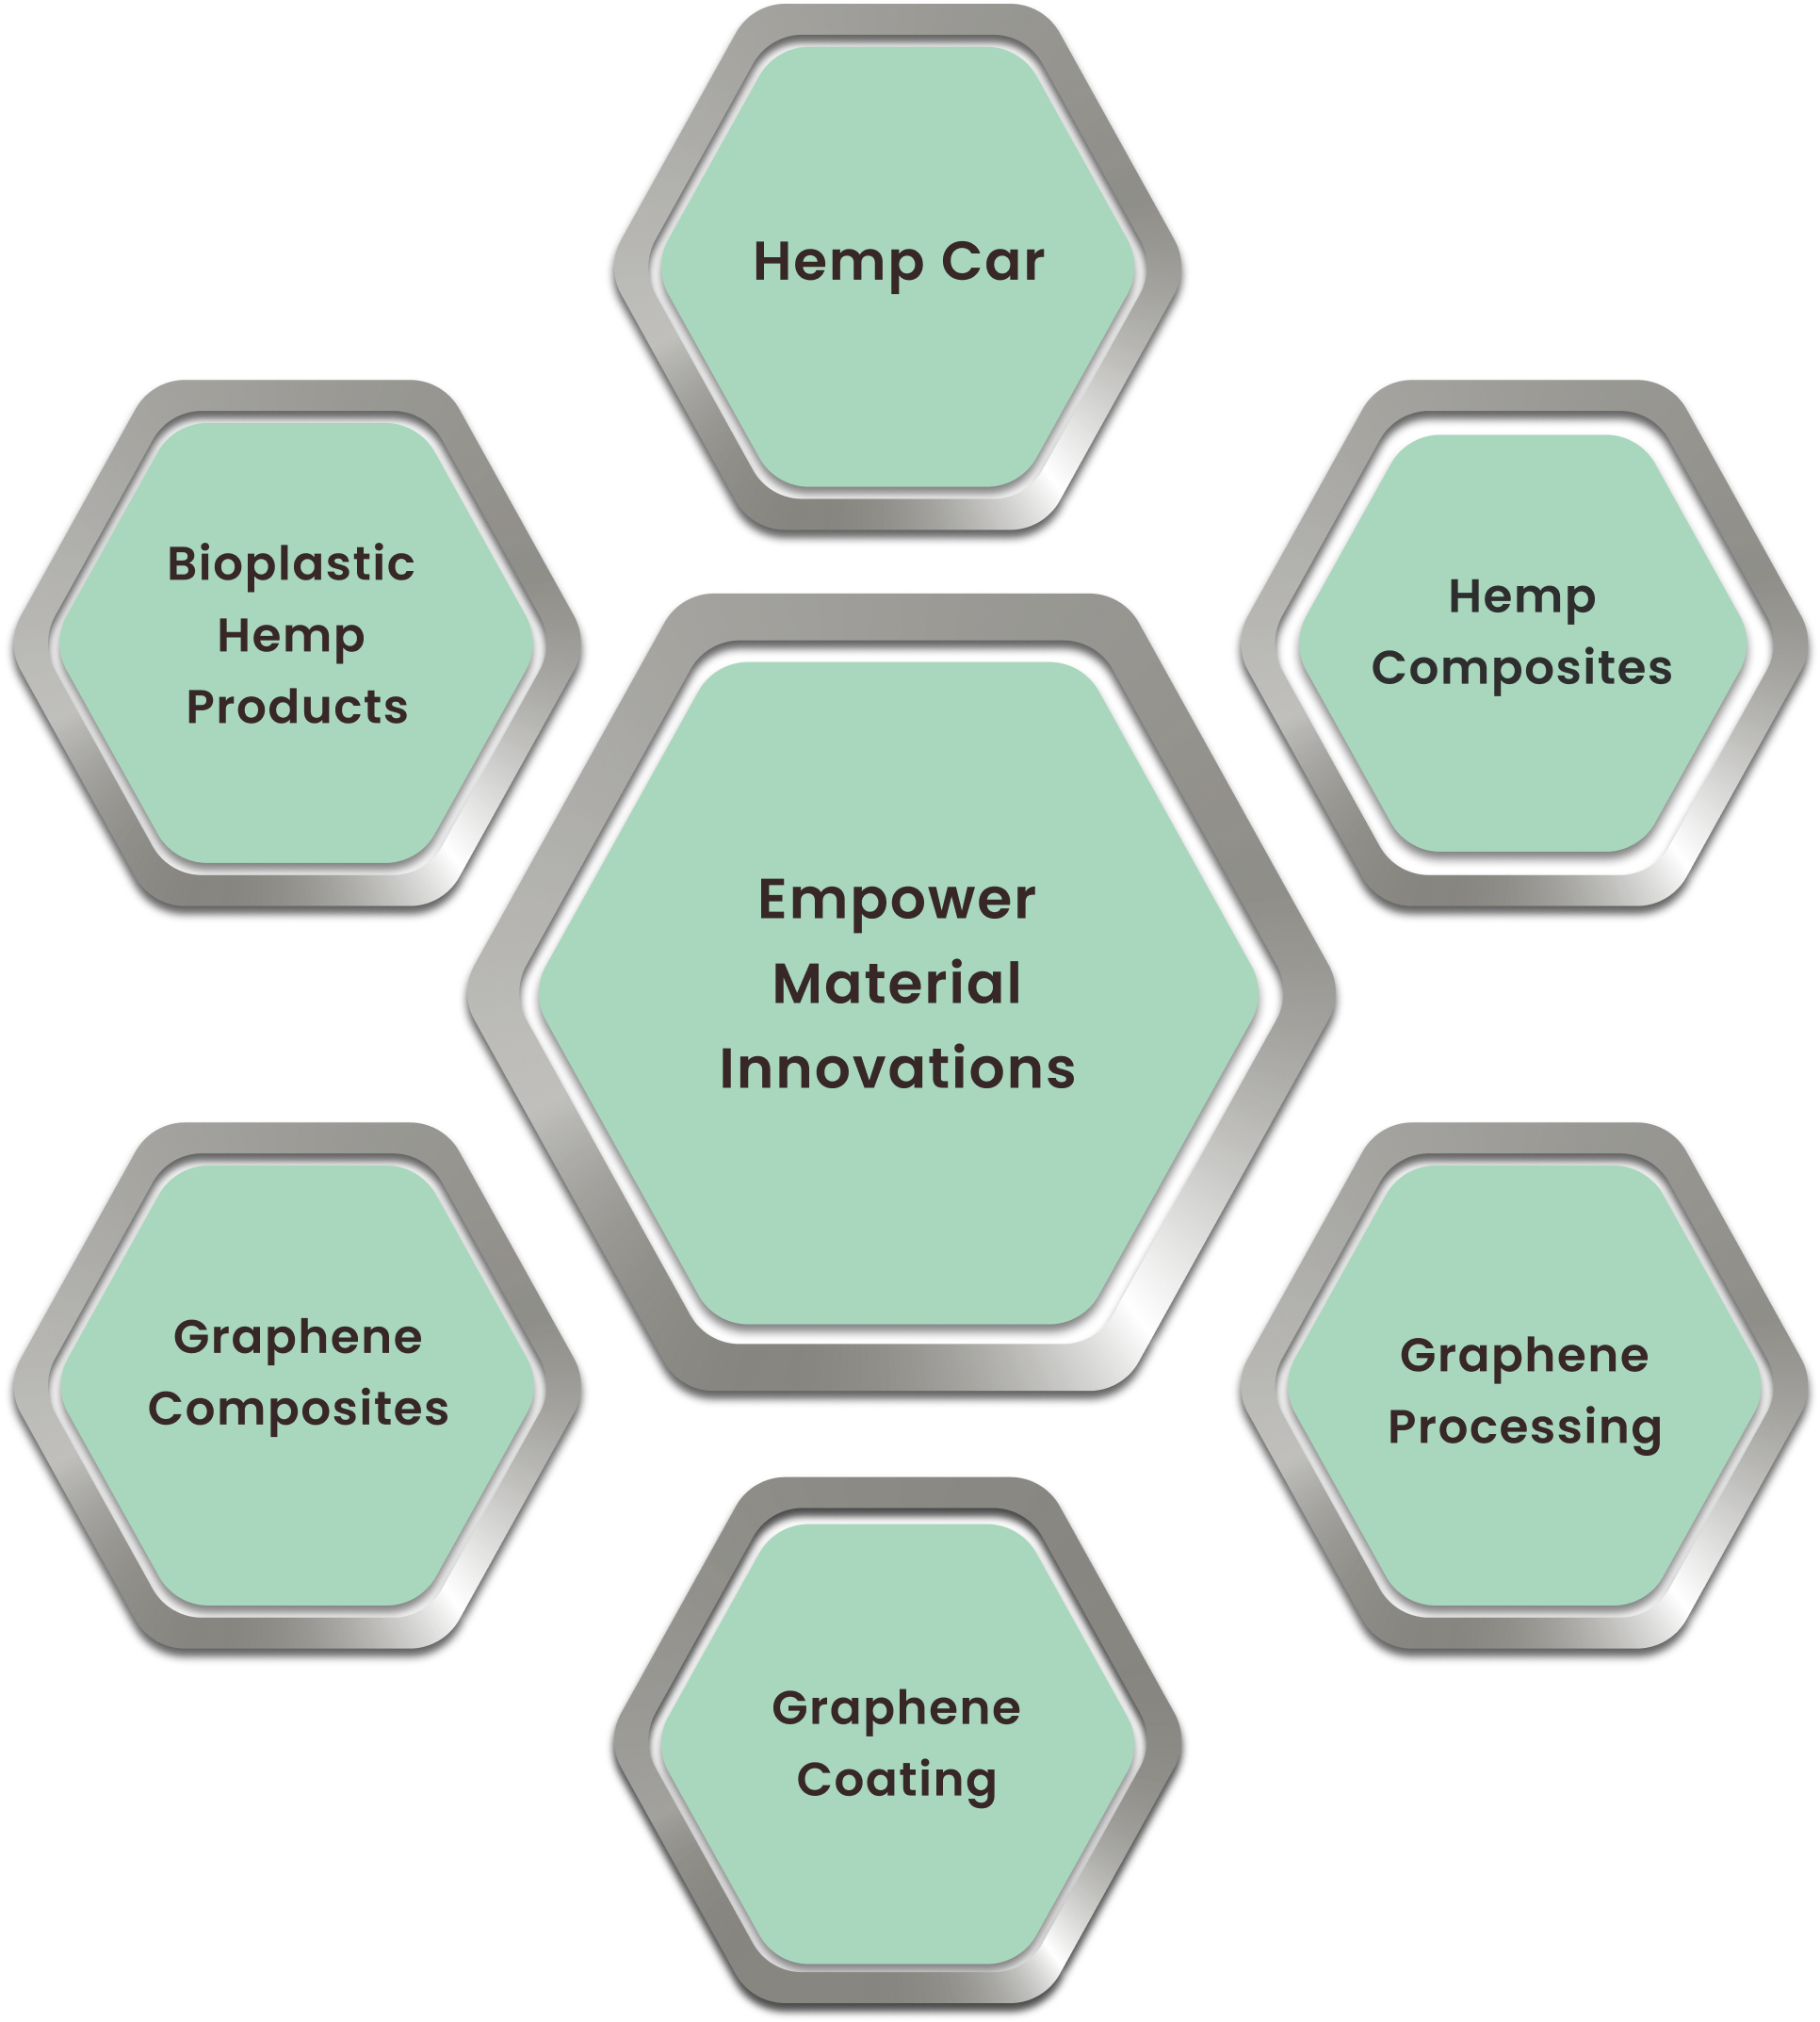 Hemp Car
Bioplastic
Hemp
Products
Hemp
Composites
Empower
Material
Innovations
Graphene
Composites
Graphene
Processing
Graphene
Coating